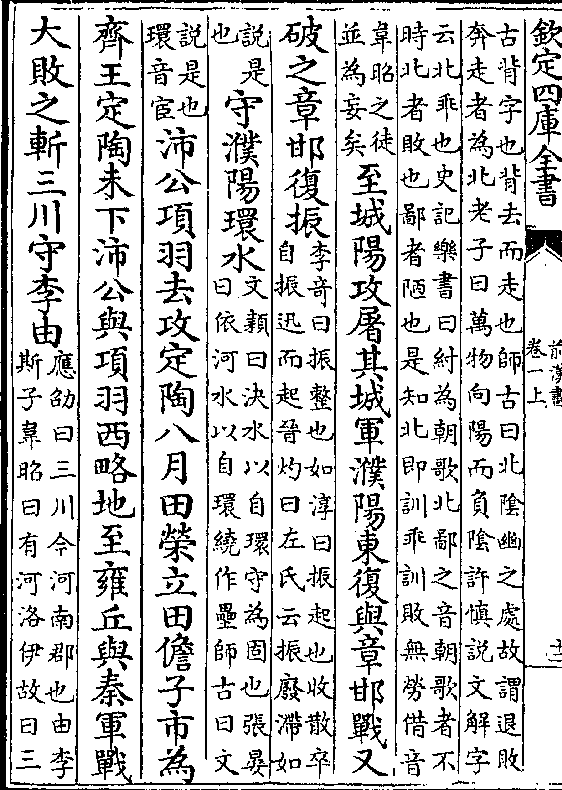 欽定四庫全書
前漢書
卷一上
十三
古背字也背去而走也師古曰北陰幽之處故謂退敗
奔走者為北老子曰萬物向陽而負陰許慎説文解字
云北乖也史記樂書曰紂為朝歌北鄙之音朝歌者不
時北者敗也鄙者陋也是知北即訓乖訓敗無勞借音
韋昭之徒
並為妄矣
至城陽攻屠其城軍濮陽東復與章邯戰又
破之章邯復振
李竒曰振整也如淳曰振起也收散卒
自振迅而起晉灼曰左氏云振廢滯如
説是
也
守濮陽環水
文穎曰決水以自環守為固也張晏
曰依河水以自環繞作壘師古曰文
説是也
環音宦
沛公項羽去攻定陶八月田榮立田儋子市為
齊王定陶未下沛公與項羽西略地至雍丘與秦軍戰
大敗之斬三川守李由
應劭曰三川今河南郡也由李
斯子韋昭曰有河洛伊故曰三